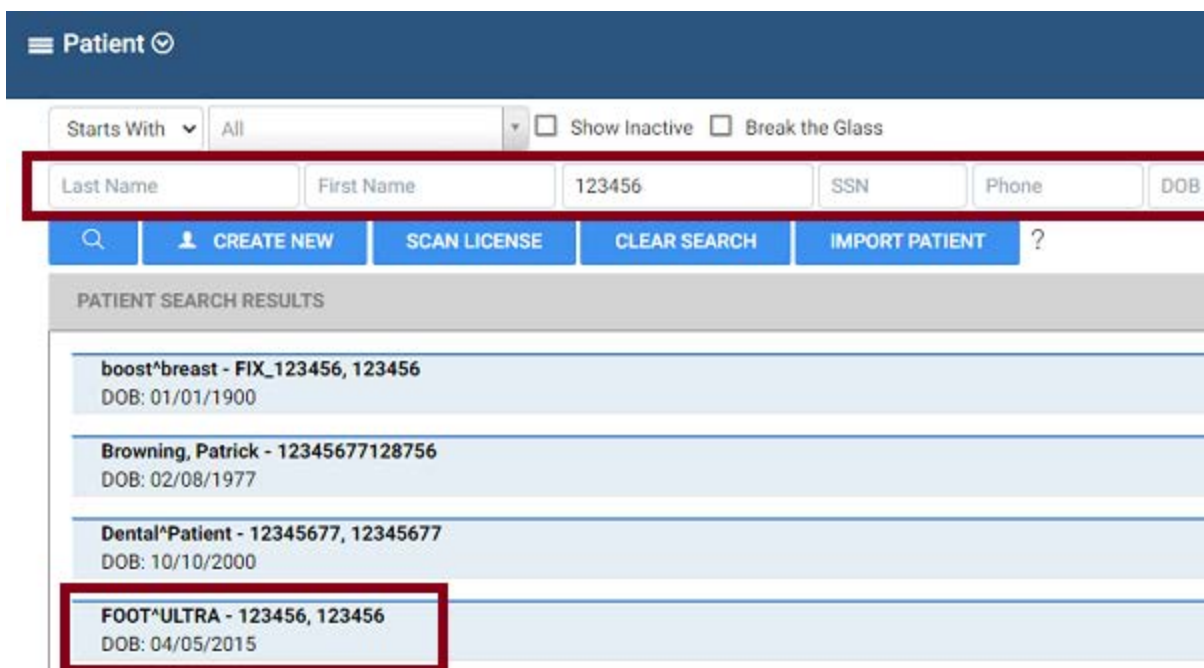 Patient
Starts With All Show Inactive Break the Glass
Last Name First Name 123456 SSN Phone DOB
CREATE NEW SCAN LICENSE CLEAR SEARCH IMPORT PATIENT ?
PATIENT SEARCH RESULTS
boost^breast - FIX_123456, 123456
DOB: 01/01/1900
Browning, Patrick - 12345677128756
DOB: 02/08/1977
Dental^Patient - 12345677, 12345677
DOB: 10/10/2000
FOOT^ULTRA - 123456, 123456
DOB: 04/05/2015